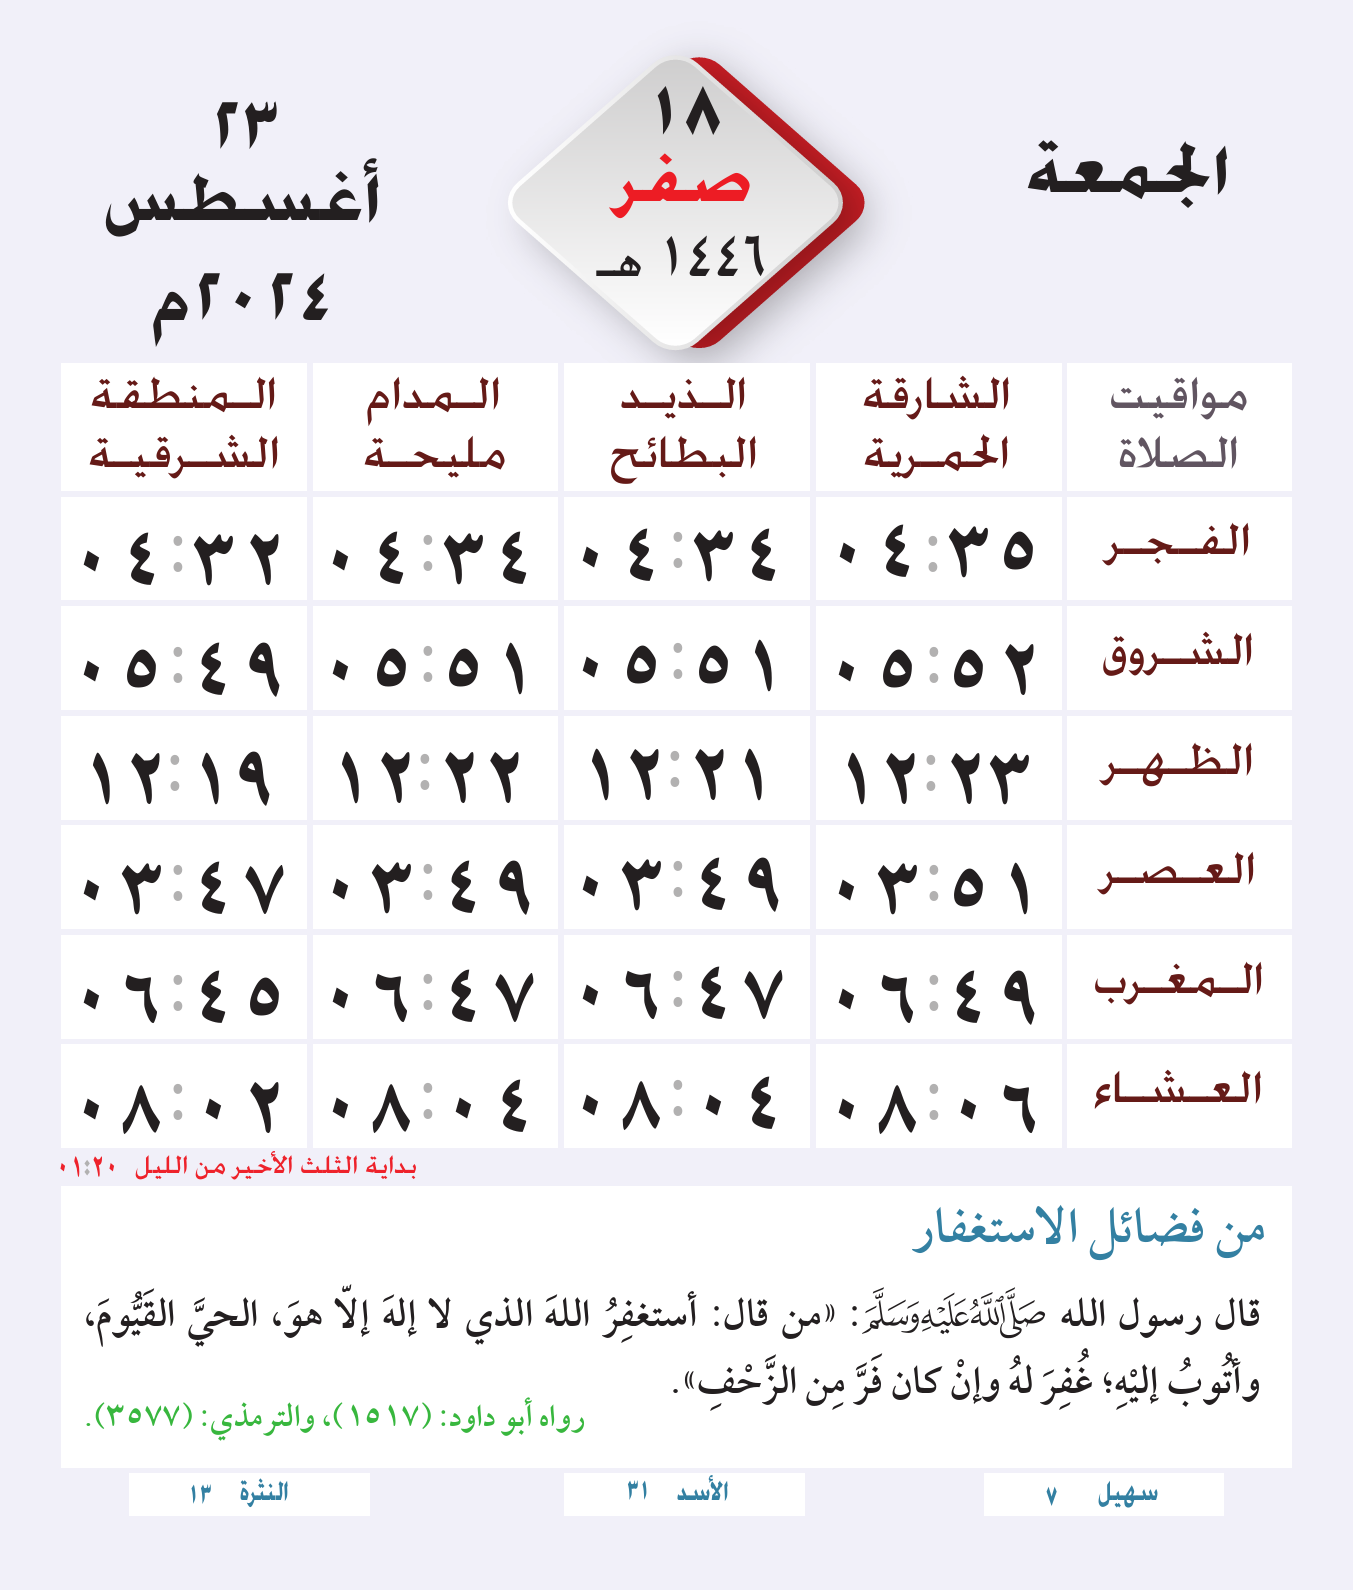 الجمعة
١٨
صفر
١٤٤٦ هـ
٢٣
أغسطس
٢٠٢٤م
مواقيت الصلاة
الشارقة الحمرية
الذيد البطائح
المدام مليحة
المنطقة الشرقية
الفجر ٠٤:٣٥ ٠٤:٣٤ ٠٤:٣٤ ٠٤:٣٢
الشروق ٠٥:٥٢ ٠٥:٥١ ٠٥:٥١ ٠٥:٤٩
الظهر ١٢:٢٣ ١٢:٢١ ١٢:٢٢ ١٢:١٩
العصر ٠٣:٥١ ٠٣:٤٩ ٠٣:٤٩ ٠٣:٤٧
المغرب ٠٦:٤٩ ٠٦:٤٧ ٠٦:٤٧ ٠٦:٤٥
العشاء ٠٨:٠٦ ٠٨:٠٤ ٠٨:٠٤ ٠٨:٠٢
بداية الثلث الأخير من الليل ٠١:٢٠
من فضائل الاستغفار
قال رسول الله صَلَّى اللَّهُ عَلَيْهِ وَسَلَّمَ: «من قال: أستغفِرُ اللهَ الذي لا إلهَ إلاّ هوَ، الحيَّ القَيُّومَ،
وأتُوبُ إليْهِ؛ غُفِرَ لهُ وإنْ كان فَرَّ مِن الزَّحْفِ».
رواه أبو داود: (١٥١٧)، والترمذي: (٣٥٧٧).
سهيل ٧
الأسد ٣١
النثرة ١٣